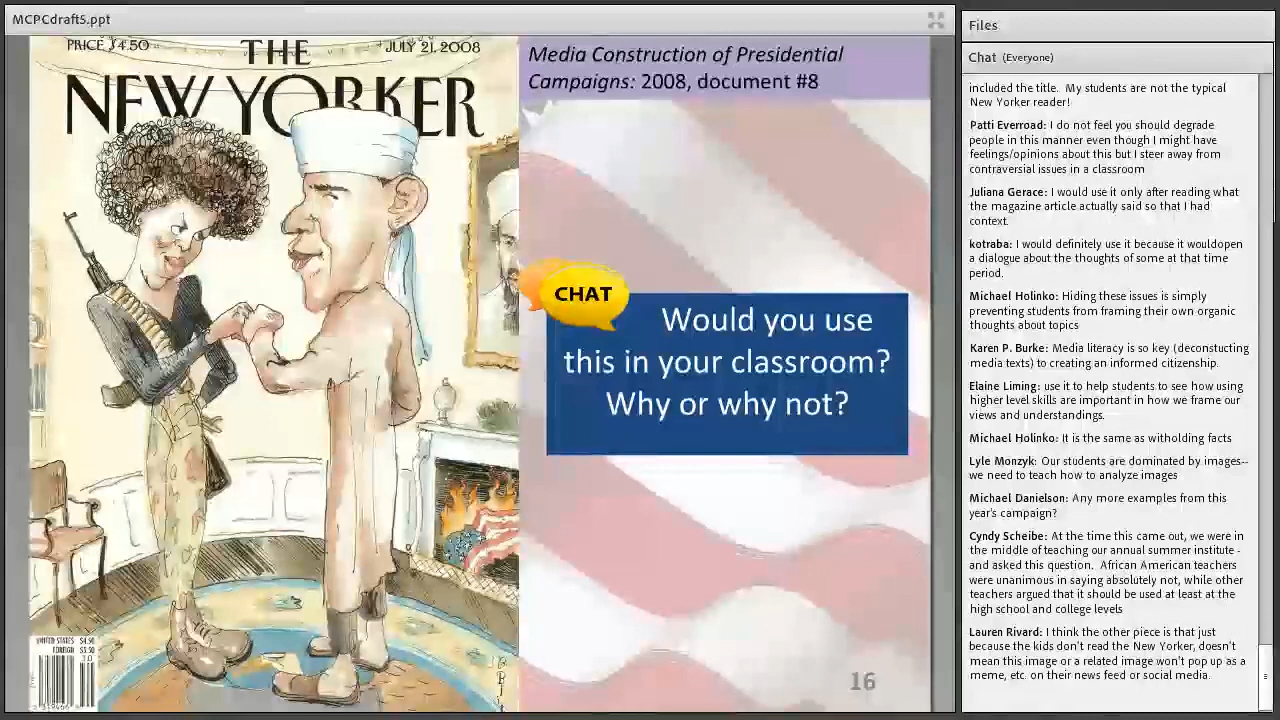 MCPCdraft5.ppt
PRICE $4.50
THE
JULY 21, 2008
NEW YORKER
Media Construction of Presidential
Campaigns: 2008, document #8
CHAT
Would you use
this in your classroom?
Why or why not?
16
Files
Chat (Everyone)
included the title. My students are not the typical
New Yorker reader!
Patti Everroad: I do not feel you should degrade
people in this manner even though I might have
feelings/opinions about this but I steer away from
contraversial issues in a classroom
Juliana Gerace: I would use it only after reading what
the magazine article actually said so that I had
context.
kotraba: I would definitely use it because it wouldopen
a dialogue about the thoughts of some at that time
period.
Michael Holinko: Hiding these issues is simply
preventing students from framing their own organic
thoughts about topics
Karen P. Burke: Media literacy is so key (deconstucting
media texts) to creating an informed citizenship.
Elaine Liming: use it to help students to see how using
higher level skills are important in how we frame our
views and understandings.
Michael Holinko: It is the same as witholding facts
Lyle Monzyk: Our students are dominated by images--
we need to teach how to analyze images
Michael Danielson: Any more examples from this
year's campaign?
Cyndy Scheibe: At the time this came out, we were in
the middle of teaching our annual summer institute -
and asked this question. African American teachers
were unanimous in saying absolutely not, while other
teachers argued that it should be used at least at the
high school and college levels
Lauren Rivard: I think the other piece is that just
because the kids don't read the New Yorker, doesn't
mean this image or a related image won't pop up as a
meme, etc. on their news feed or social media.